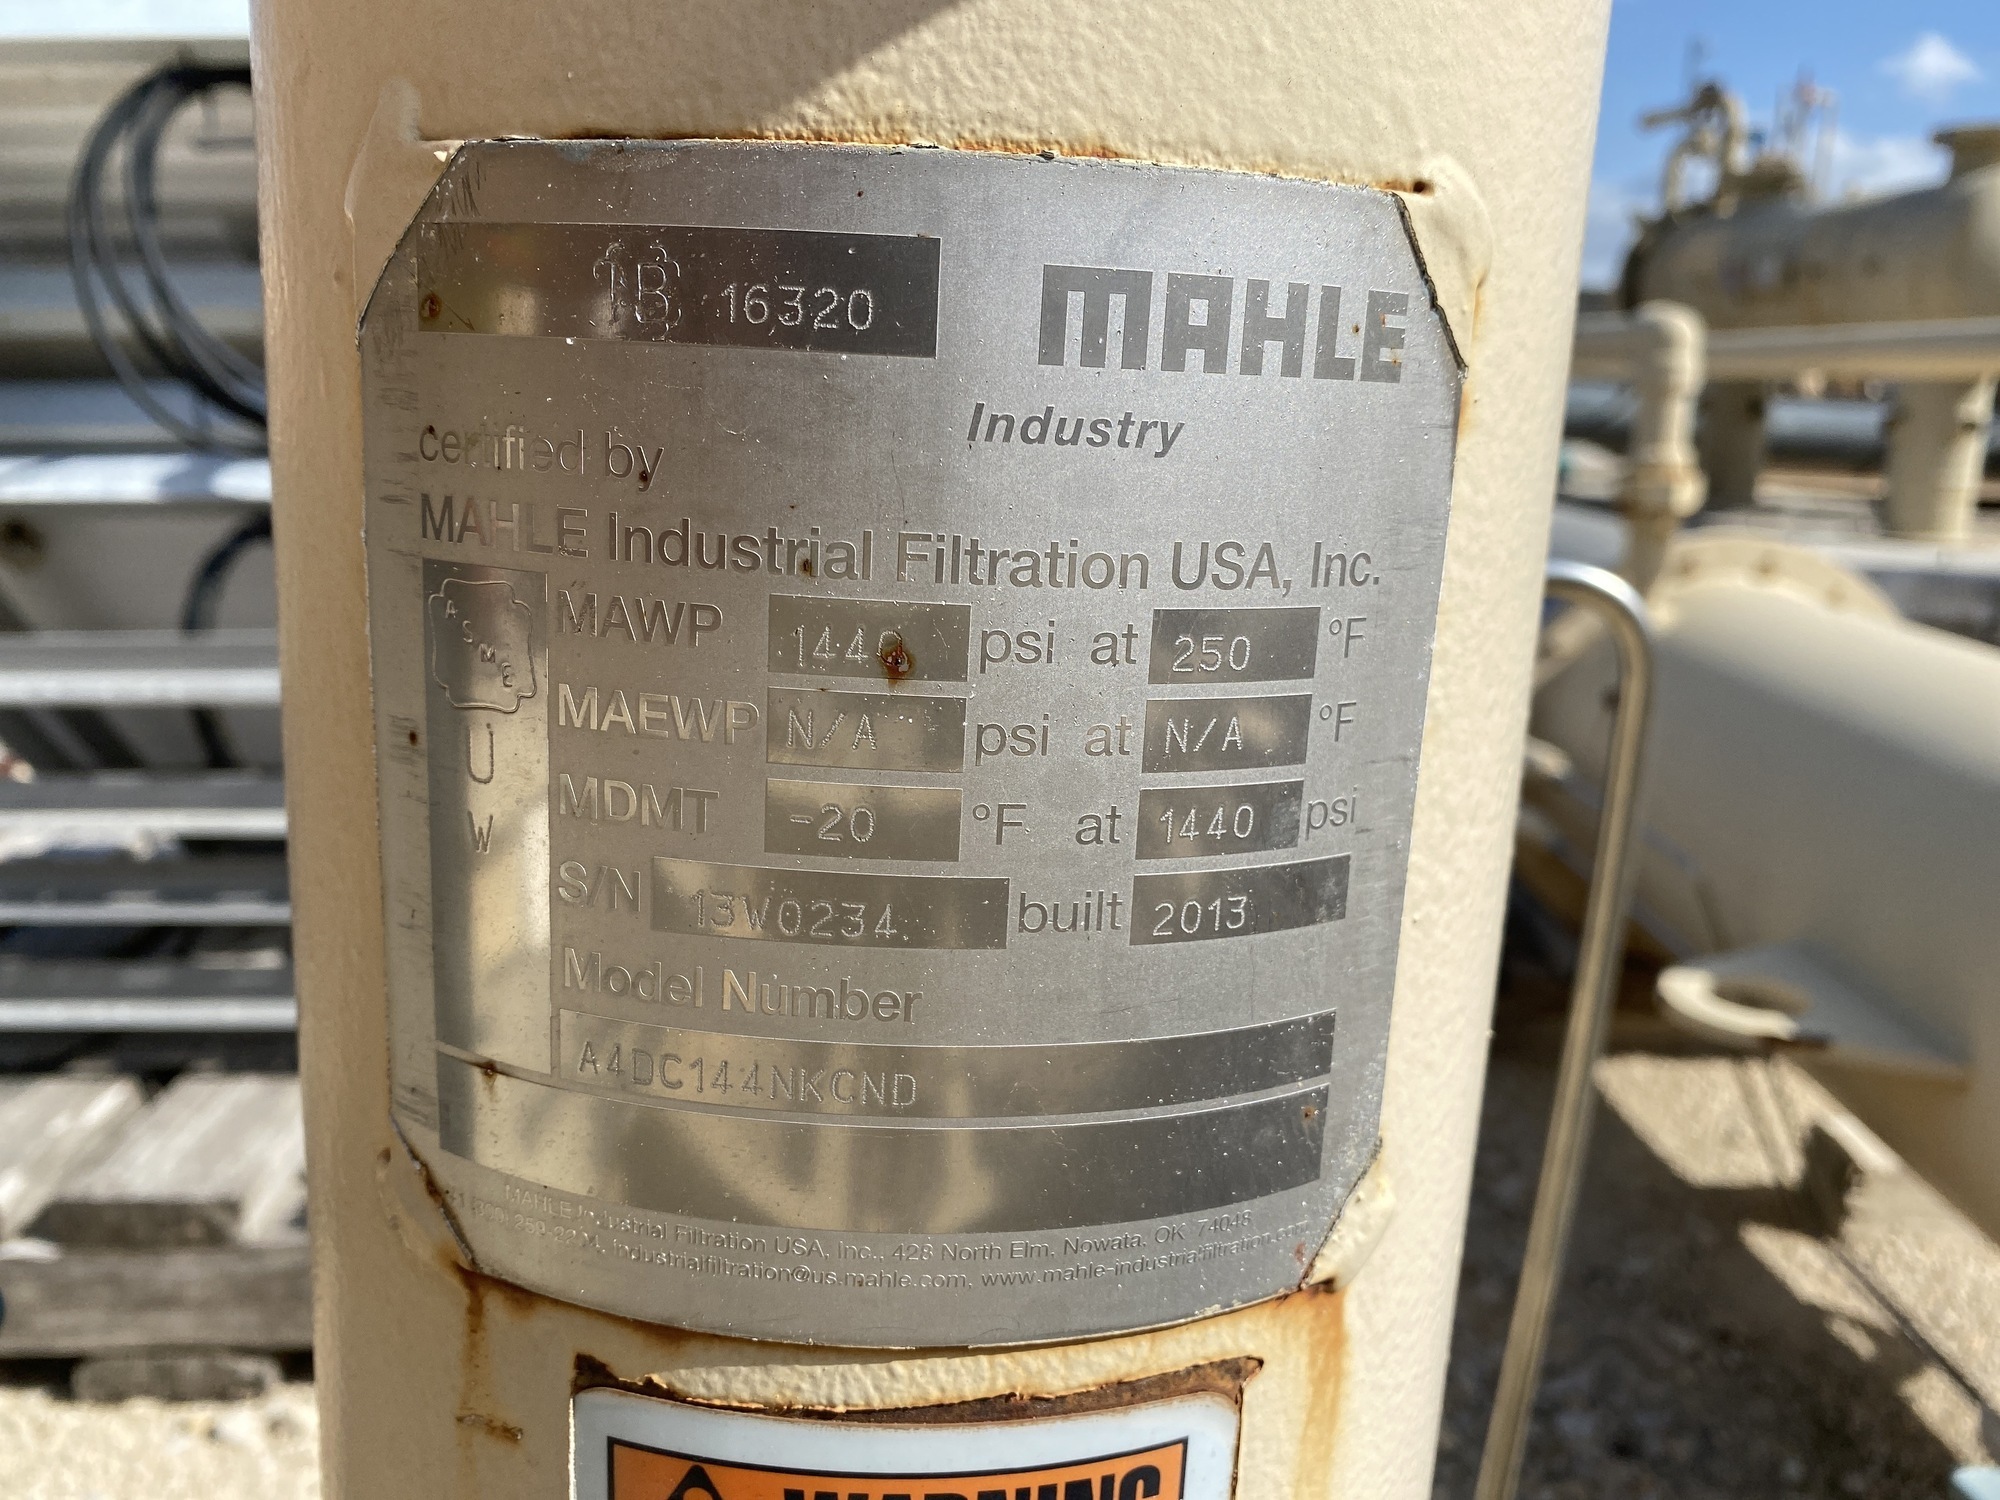 NB 16320
MAHLE
Industry
certified by
MAHLE Industrial Filtration USA, Inc.
ASME
U
W
MAWP 1440 psi at 250 °F
MAEWP N/A psi at N/A °F
MDMT -20 °F at 1440 psi
S/N 13W0234 built 2013
Model Number
A4DC144NKCND
MAHLE Industrial Filtration USA, Inc., 428 North Elm, Nowata, OK 74048
industrialfiltration@us.mahle.com, www.mahle-industrialfiltration.com
WARNING